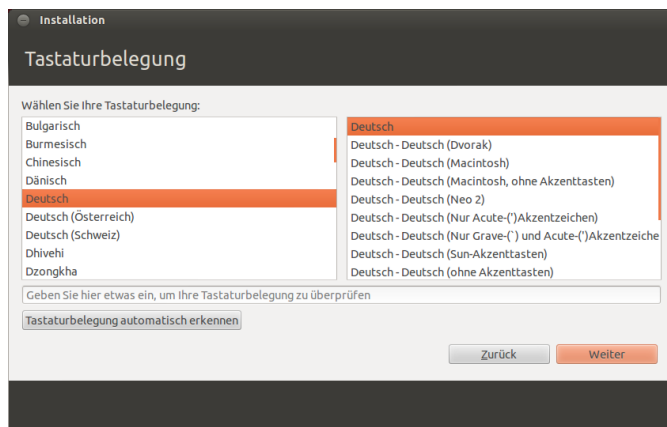 Installation
Tastaturbelegung
Wählen Sie Ihre Tastaturbelegung:
Bulgarisch
Burmesisch
Chinesisch
Dänisch
Deutsch
Deutsch (Österreich)
Deutsch (Schweiz)
Dhivehi
Dzongkha
Deutsch
Deutsch - Deutsch (Dvorak)
Deutsch - Deutsch (Macintosh)
Deutsch - Deutsch (Macintosh, ohne Akzenttasten)
Deutsch - Deutsch (Neo 2)
Deutsch - Deutsch (Nur Acute-(')Akzentzeichen)
Deutsch - Deutsch (Nur Grave-(`) und Acute-(')Akzentzeiche
Deutsch - Deutsch (Sun-Akzenttasten)
Deutsch - Deutsch (ohne Akzenttasten)
Geben Sie hier etwas ein, um Ihre Tastaturbelegung zu überprüfen
Tastaturbelegung automatisch erkennen
Zurück
Weiter